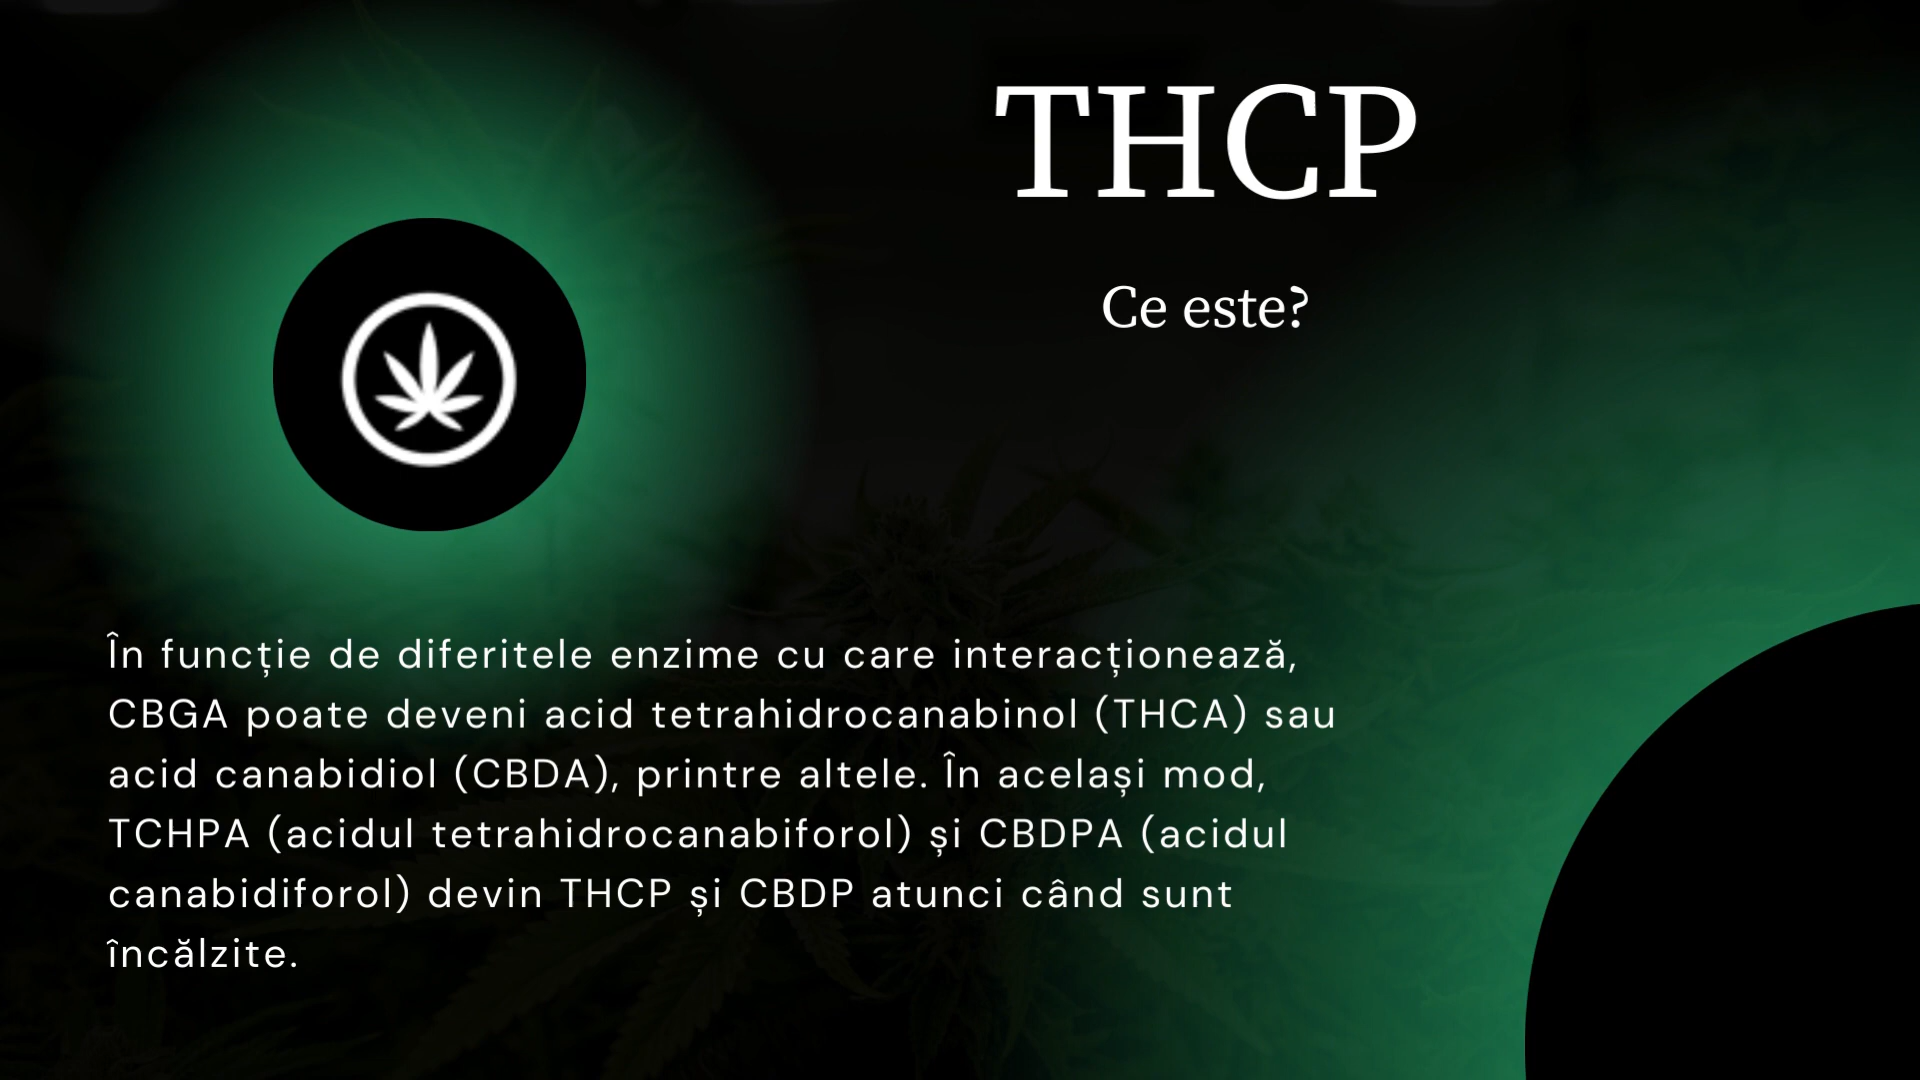 THCP
Ce este?
În funcție de diferitele enzime cu care interacționează,
CBGA poate deveni acid tetrahidrocanabinol (THCA) sau
acid canabidiol (CBDA), printre altele. În același mod,
TCHPA (acidul tetrahidrocanabiforol) și CBDPA (acidul
canabidiforol) devin THCP și CBDP atunci când sunt
încălzite.